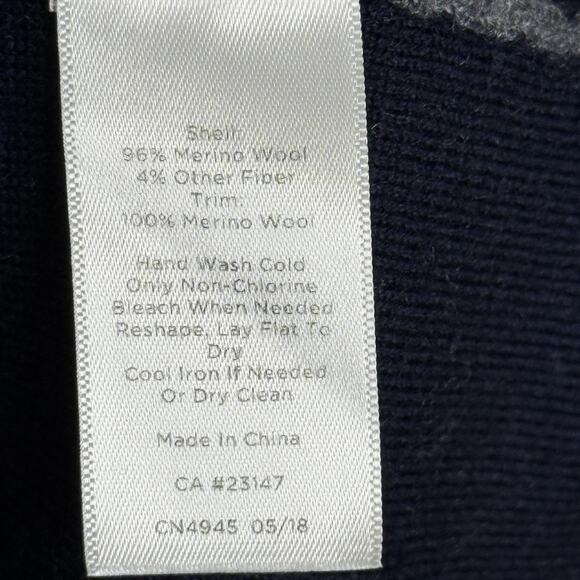 Shell:
96% Merino Wool
4% Other Fiber
Trim:
100% Merino Wool
Hand Wash Cold
Only Non-Chlorine
Bleach When Needed
Reshape, Lay Flat To
Dry
Cool Iron If Needed
Or Dry Clean
Made In China
CA #23147
CN4945 05/18